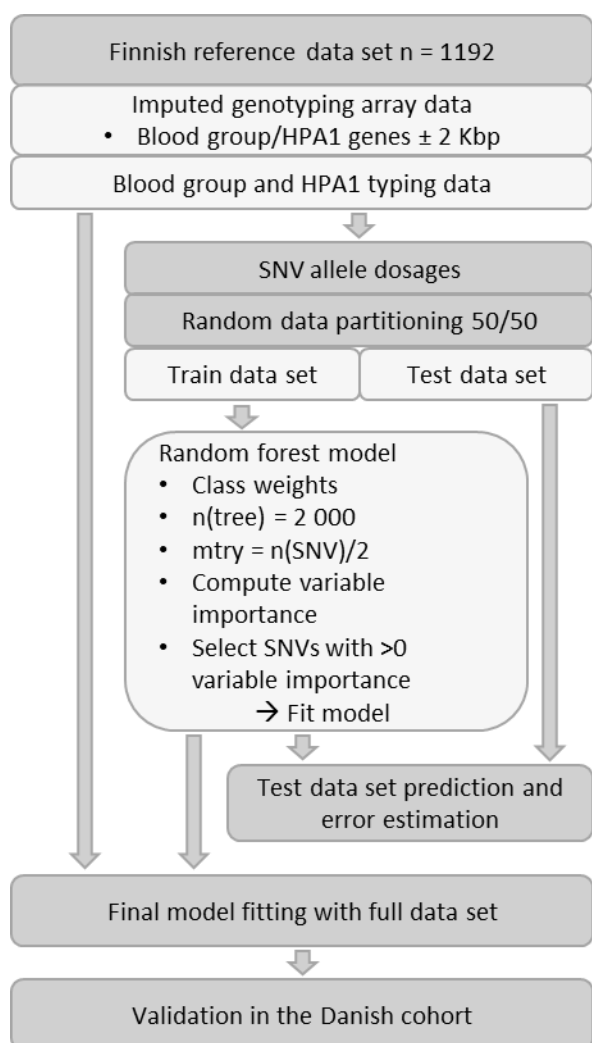 Finnish reference data set n = 1192
Imputed genotyping array data
• Blood group/HPA1 genes ± 2 Kbp
Blood group and HPA1 typing data
SNV allele dosages
Random data partitioning 50/50
Train data set
Test data set
Random forest model
• Class weights
• n(tree) = 2 000
• mtry = n(SNV)/2
• Compute variable
importance
• Select SNVs with >0
variable importance
→ Fit model
Test data set prediction and
error estimation
Final model fitting with full data set
Validation in the Danish cohort